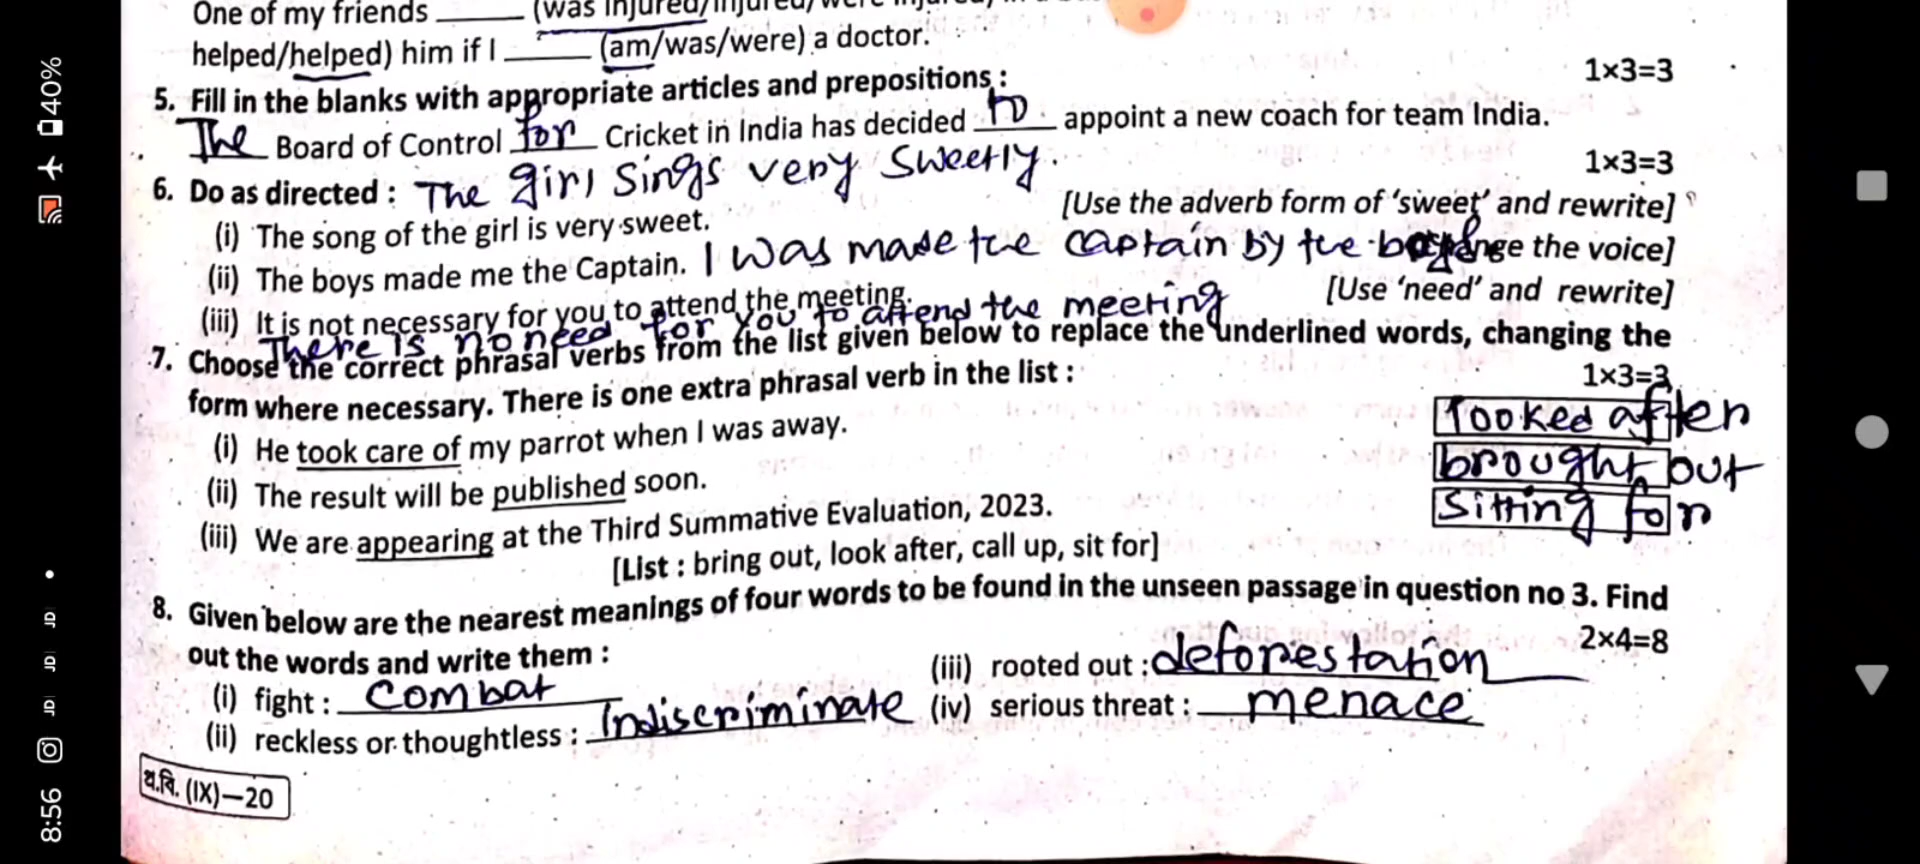 One of my friends ______ (was injured/injured/were injured)
helped/helped) him if I ______ (am/was/were) a doctor.
1×3=3
5. Fill in the blanks with appropriate articles and prepositions :
The Board of Control for Cricket in India has decided to appoint a new coach for team India.
1×3=3
6. Do as directed : The girl sings very sweetly.
(i) The song of the girl is very sweet. [Use the adverb form of 'sweet' and rewrite]
(ii) The boys made me the Captain. I was made the captain by the boys. nge the voice]
(iii) It is not necessary for you to attend the meeting. [Use 'need' and rewrite]
There is no need for you to attend the meeting
7. Choose the correct phrasal verbs from the list given below to replace the underlined words, changing the
form where necessary. There is one extra phrasal verb in the list : 1×3=3
(i) He took care of my parrot when I was away. looked after
(ii) The result will be published soon. brought out
(iii) We are appearing at the Third Summative Evaluation, 2023. sitting for
[List : bring out, look after, call up, sit for]
8. Given below are the nearest meanings of four words to be found in the unseen passage in question no 3. Find
out the words and write them : 2×4=8
(i) fight : Combat
(ii) reckless or thoughtless : Indiscriminate
(iii) rooted out : deforestation
(iv) serious threat : menace
(IX)—20
40%
JD
JD
JD
8:56